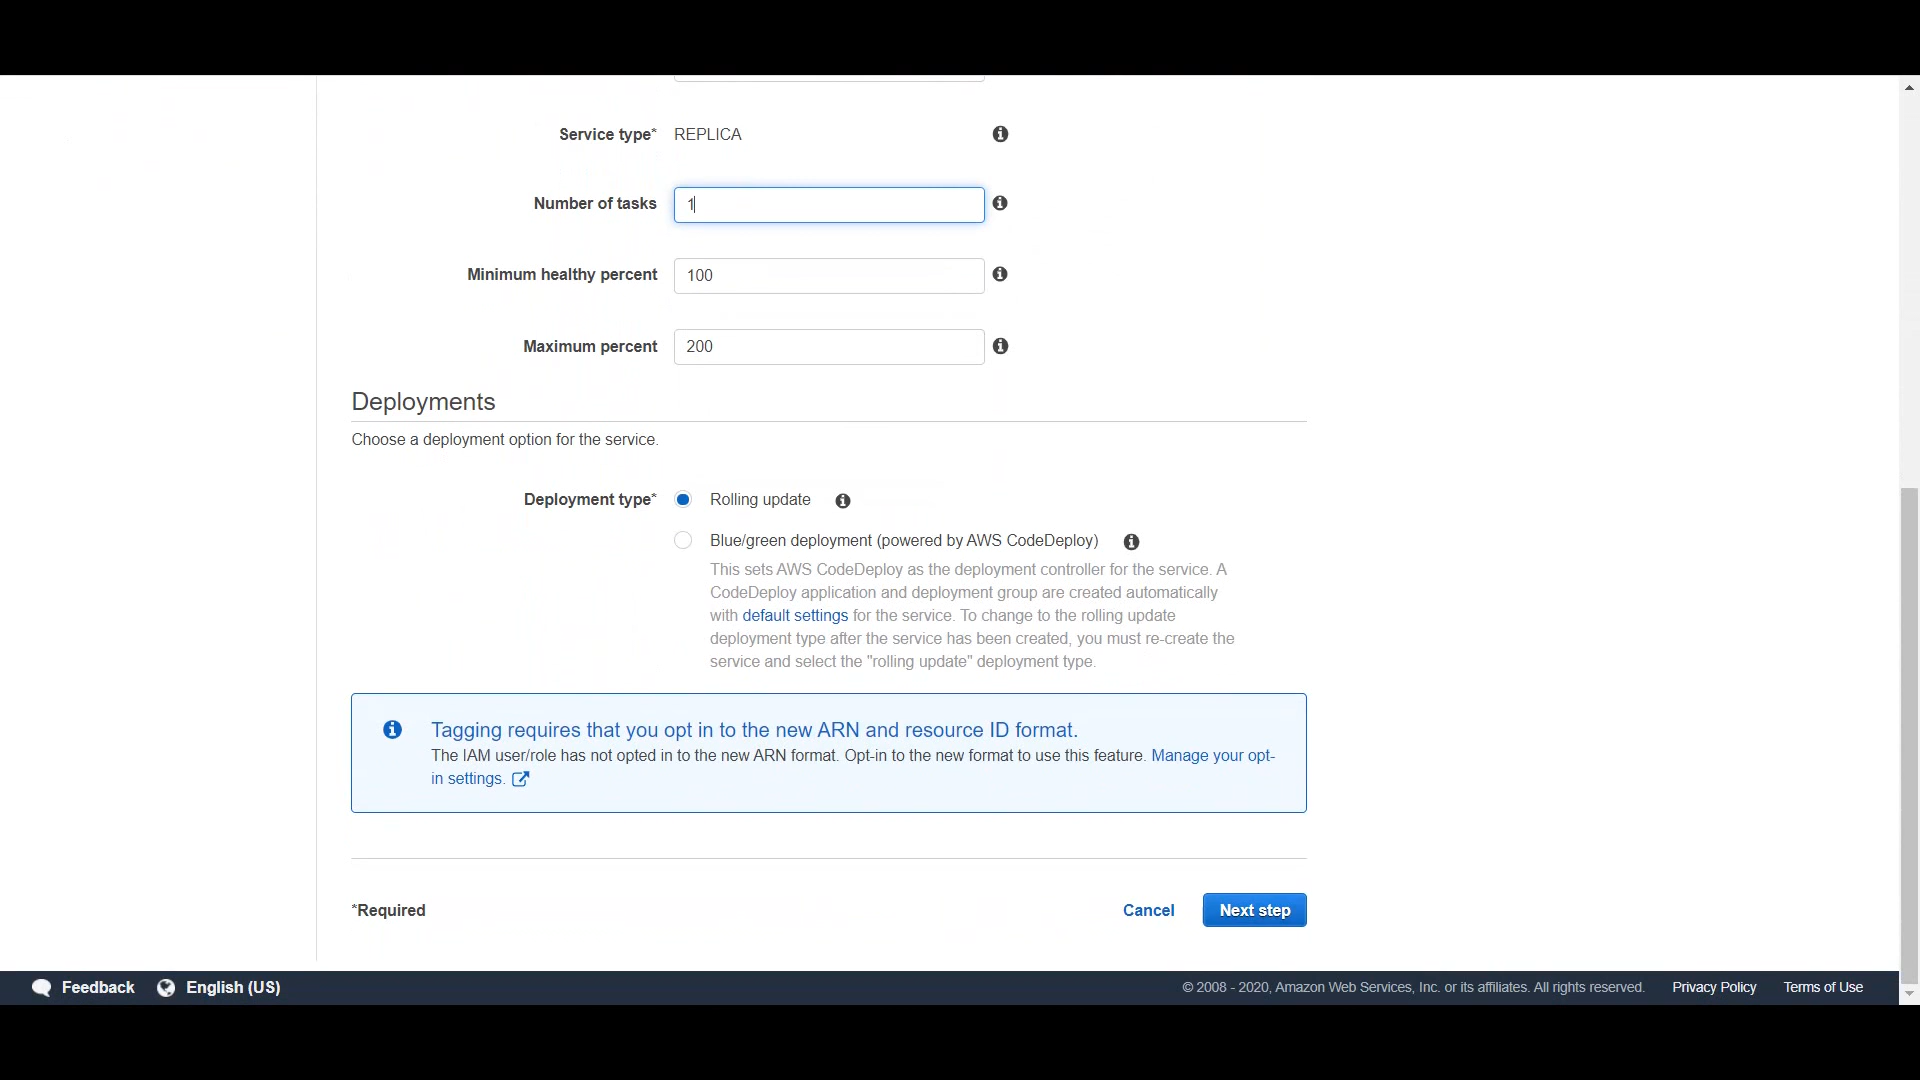 Service type* REPLICA
Number of tasks 1
Minimum healthy percent 100
Maximum percent 200
Deployments
Choose a deployment option for the service.
Deployment type* Rolling update
Blue/green deployment (powered by AWS CodeDeploy)
This sets AWS CodeDeploy as the deployment controller for the service. A
CodeDeploy application and deployment group are created automatically
with default settings for the service. To change to the rolling update
deployment type after the service has been created, you must re-create the
service and select the "rolling update" deployment type.
Tagging requires that you opt in to the new ARN and resource ID format.
The IAM user/role has not opted in to the new ARN format. Opt-in to the new format to use this feature. Manage your opt-
in settings.
*Required Cancel Next step
Feedback English (US) © 2008 - 2020, Amazon Web Services, Inc. or its affiliates. All rights reserved. Privacy Policy Terms of Use